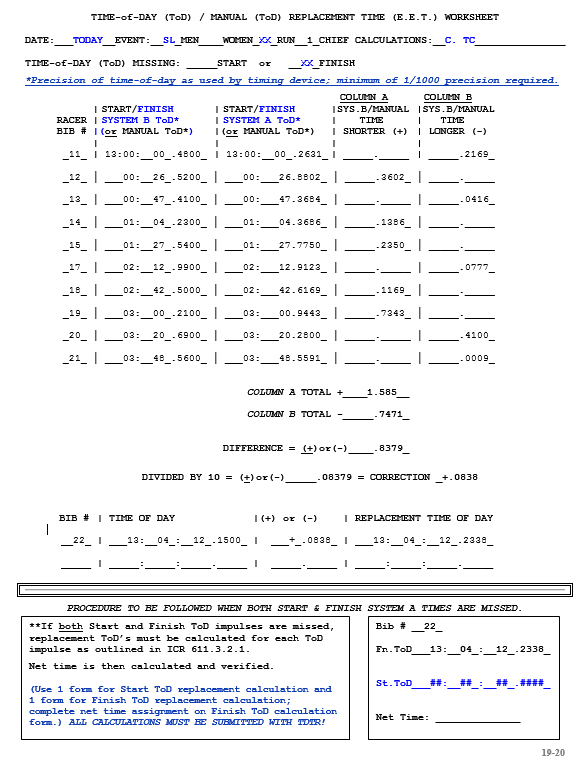 TIME-of-DAY (ToD) / MANUAL (ToD) REPLACEMENT TIME (E.E.T.) WORKSHEET
DATE:___TODAY__EVENT:__SL_MEN____WOMEN_XX_RUN__1_CHIEF CALCULATIONS:__C. TC_______________
TIME-of-DAY (ToD) MISSING: _____START or __XX_FINISH
*Precision of time-of-day as used by timing device; minimum of 1/1000 precision required.
COLUMN A COLUMN B
| START/FINISH | START/FINISH |SYS.B/MANUAL |SYS.B/MANUAL
RACER | SYSTEM B ToD* | SYSTEM A ToD* | TIME | TIME
BIB # |(or MANUAL ToD*) | (or MANUAL ToD*) | SHORTER (+) | LONGER (-)
_11_ | 13:00:__00_.4800_ | 13:00:__00_.2631_ | _____._____ | _____.2169_
_12_ | ___00:__26_.5200_ | ___00:___26.8802_ | _____.3602_ | _____._____
_13_ | ___00:__47_.4100_ | ___00:___47.3684_ | _____._____ | _____.0416_
_14_ | ___01:__04_.2300_ | ___01:___04.3686_ | _____.1386_ | _____._____
_15_ | ___01:__27_.5400_ | ___01:___27.7750_ | _____.2350_ | _____._____
_17_ | ___02:__12_.9900_ | ___02:___12.9123_ | _____._____ | _____.0777_
_18_ | ___02:__42_.5000_ | ___02:___42.6169_ | _____.1169_ | _____._____
_19_ | ___03:__00_.2100_ | ___03:___00.9443_ | _____.7343_ | _____._____
_20_ | ___03:__20_.6900_ | ___03:___20.2800_ | _____._____ | _____.4100_
_21_ | ___03:__48_.5600_ | ___03:___48.5591_ | _____._____ | _____.0009_
COLUMN A TOTAL +____1.585__
COLUMN B TOTAL -_____.7471_
DIFFERENCE = (+)or(-)____.8379_
DIVIDED BY 10 = (+)or(-)_____.08379 = CORRECTION _+.0838
BIB # | TIME OF DAY |(+) or (-) | REPLACEMENT TIME OF DAY
__22_ | ___13:__04_:__12_.1500_ | ___+_.0838_ | ___13:__04_:__12_.2338_
_____ | _____:_____:_____._____ | _____._____ | _____:_____:_____._____
PROCEDURE TO BE FOLLOWED WHEN BOTH START & FINISH SYSTEM A TIMES ARE MISSED.
**If both Start and Finish ToD impulses are missed,
replacement ToD's must be calculated for each ToD
impulse as outlined in ICR 611.3.2.1.
Net time is then calculated and verified.
(Use 1 form for Start ToD replacement calculation and
1 form for Finish ToD replacement calculation;
complete net time assignment on Finish ToD calculation
form.) ALL CALCULATIONS MUST BE SUBMITTED WITH TDTR!
Bib # __22_
Fn.ToD___13:__04_:__12_.2338_
St.ToD___##:__##_:__##_.####_
Net Time: _______________
19-20